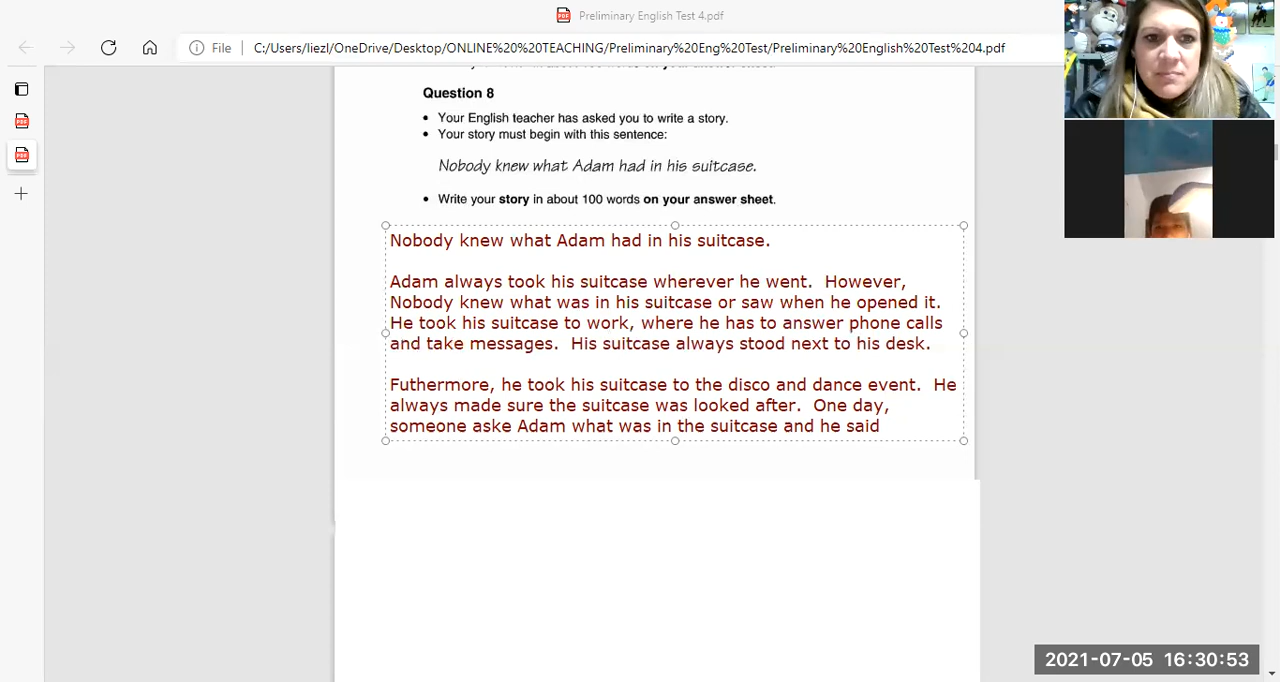 Preliminary English Test 4.pdf
File
C:/Users/liezl/OneDrive/Desktop/ONLINE%20%20TEACHING/Preliminary%20Eng%20Test/Preliminary%20English%20Test%204.pdf
Question 8
• Your English teacher has asked you to write a story.
• Your story must begin with this sentence:
Nobody knew what Adam had in his suitcase.
• Write your story in about 100 words on your answer sheet.
Nobody knew what Adam had in his suitcase.
Adam always took his suitcase wherever he went.  However,
Nobody knew what was in his suitcase or saw when he opened it.
He took his suitcase to work, where he has to answer phone calls
and take messages.  His suitcase always stood next to his desk.
Futhermore, he took his suitcase to the disco and dance event.  He
always made sure the suitcase was looked after.  One day,
someone aske Adam what was in the suitcase and he said
2021-07-05 16:30:53